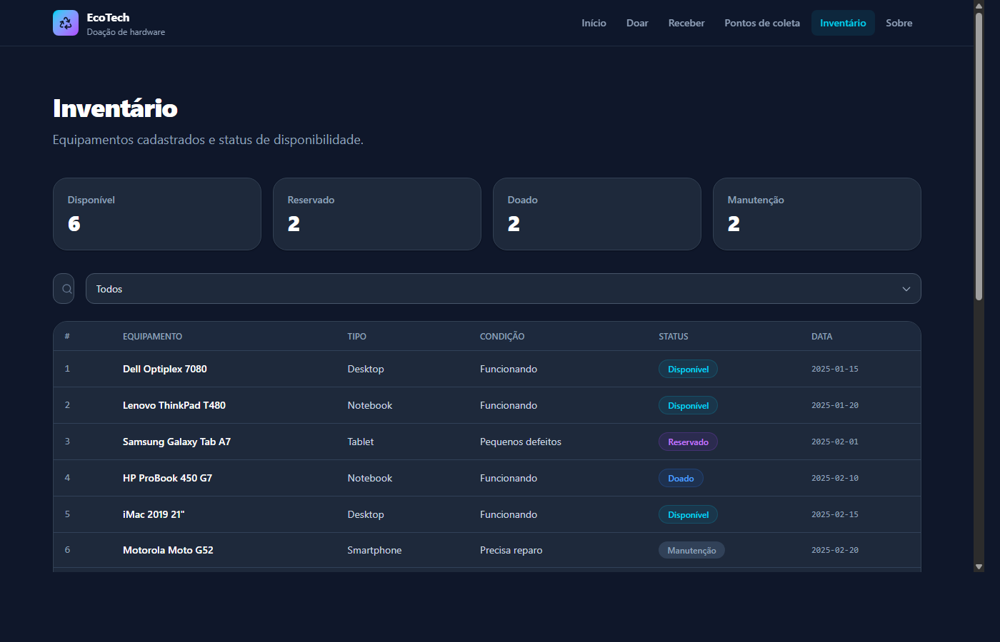 EcoTech
Doação de hardware
Início Doar Receber Pontos de coleta Inventário Sobre
Inventário
Equipamentos cadastrados e status de disponibilidade.
Disponível Reservado Doado Manutenção
6 2 2 2
Todos
# EQUIPAMENTO TIPO CONDIÇÃO STATUS DATA
1 Dell Optiplex 7080 Desktop Funcionando Disponível 2025-01-15
2 Lenovo ThinkPad T480 Notebook Funcionando Disponível 2025-01-20
3 Samsung Galaxy Tab A7 Tablet Pequenos defeitos Reservado 2025-02-01
4 HP ProBook 450 G7 Notebook Funcionando Doado 2025-02-10
5 iMac 2019 21" Desktop Funcionando Disponível 2025-02-15
6 Motorola Moto G52 Smartphone Precisa reparo Manutenção 2025-02-20